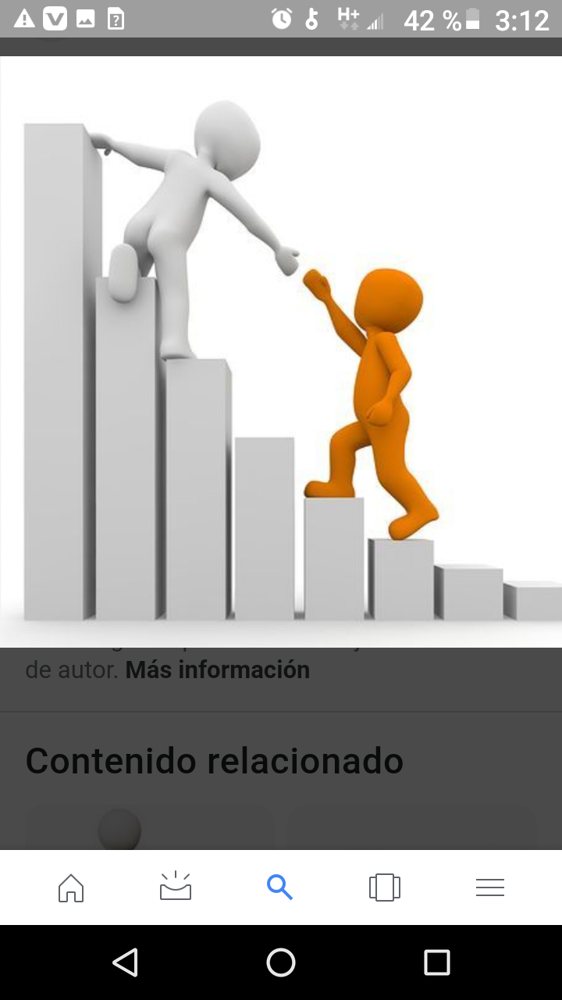 H+ 42 % 3:12
de autor. Más información
Contenido relacionado